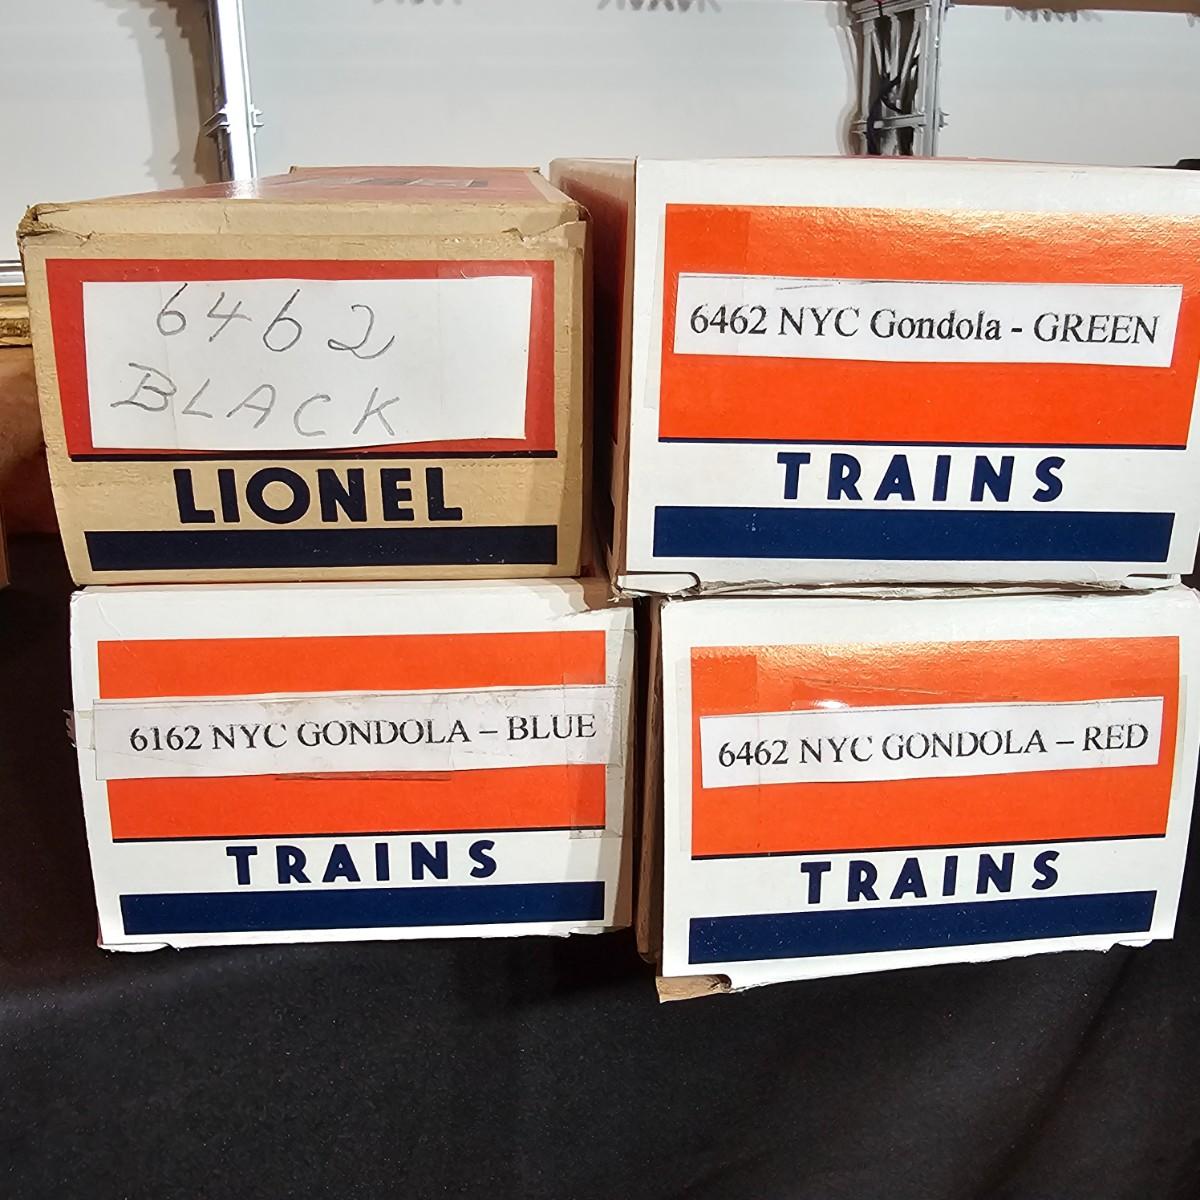 6462
BLACK
LIONEL
6462 NYC Gondola - GREEN
TRAINS
6162 NYC GONDOLA – BLUE
TRAINS
6462 NYC GONDOLA – RED
TRAINS